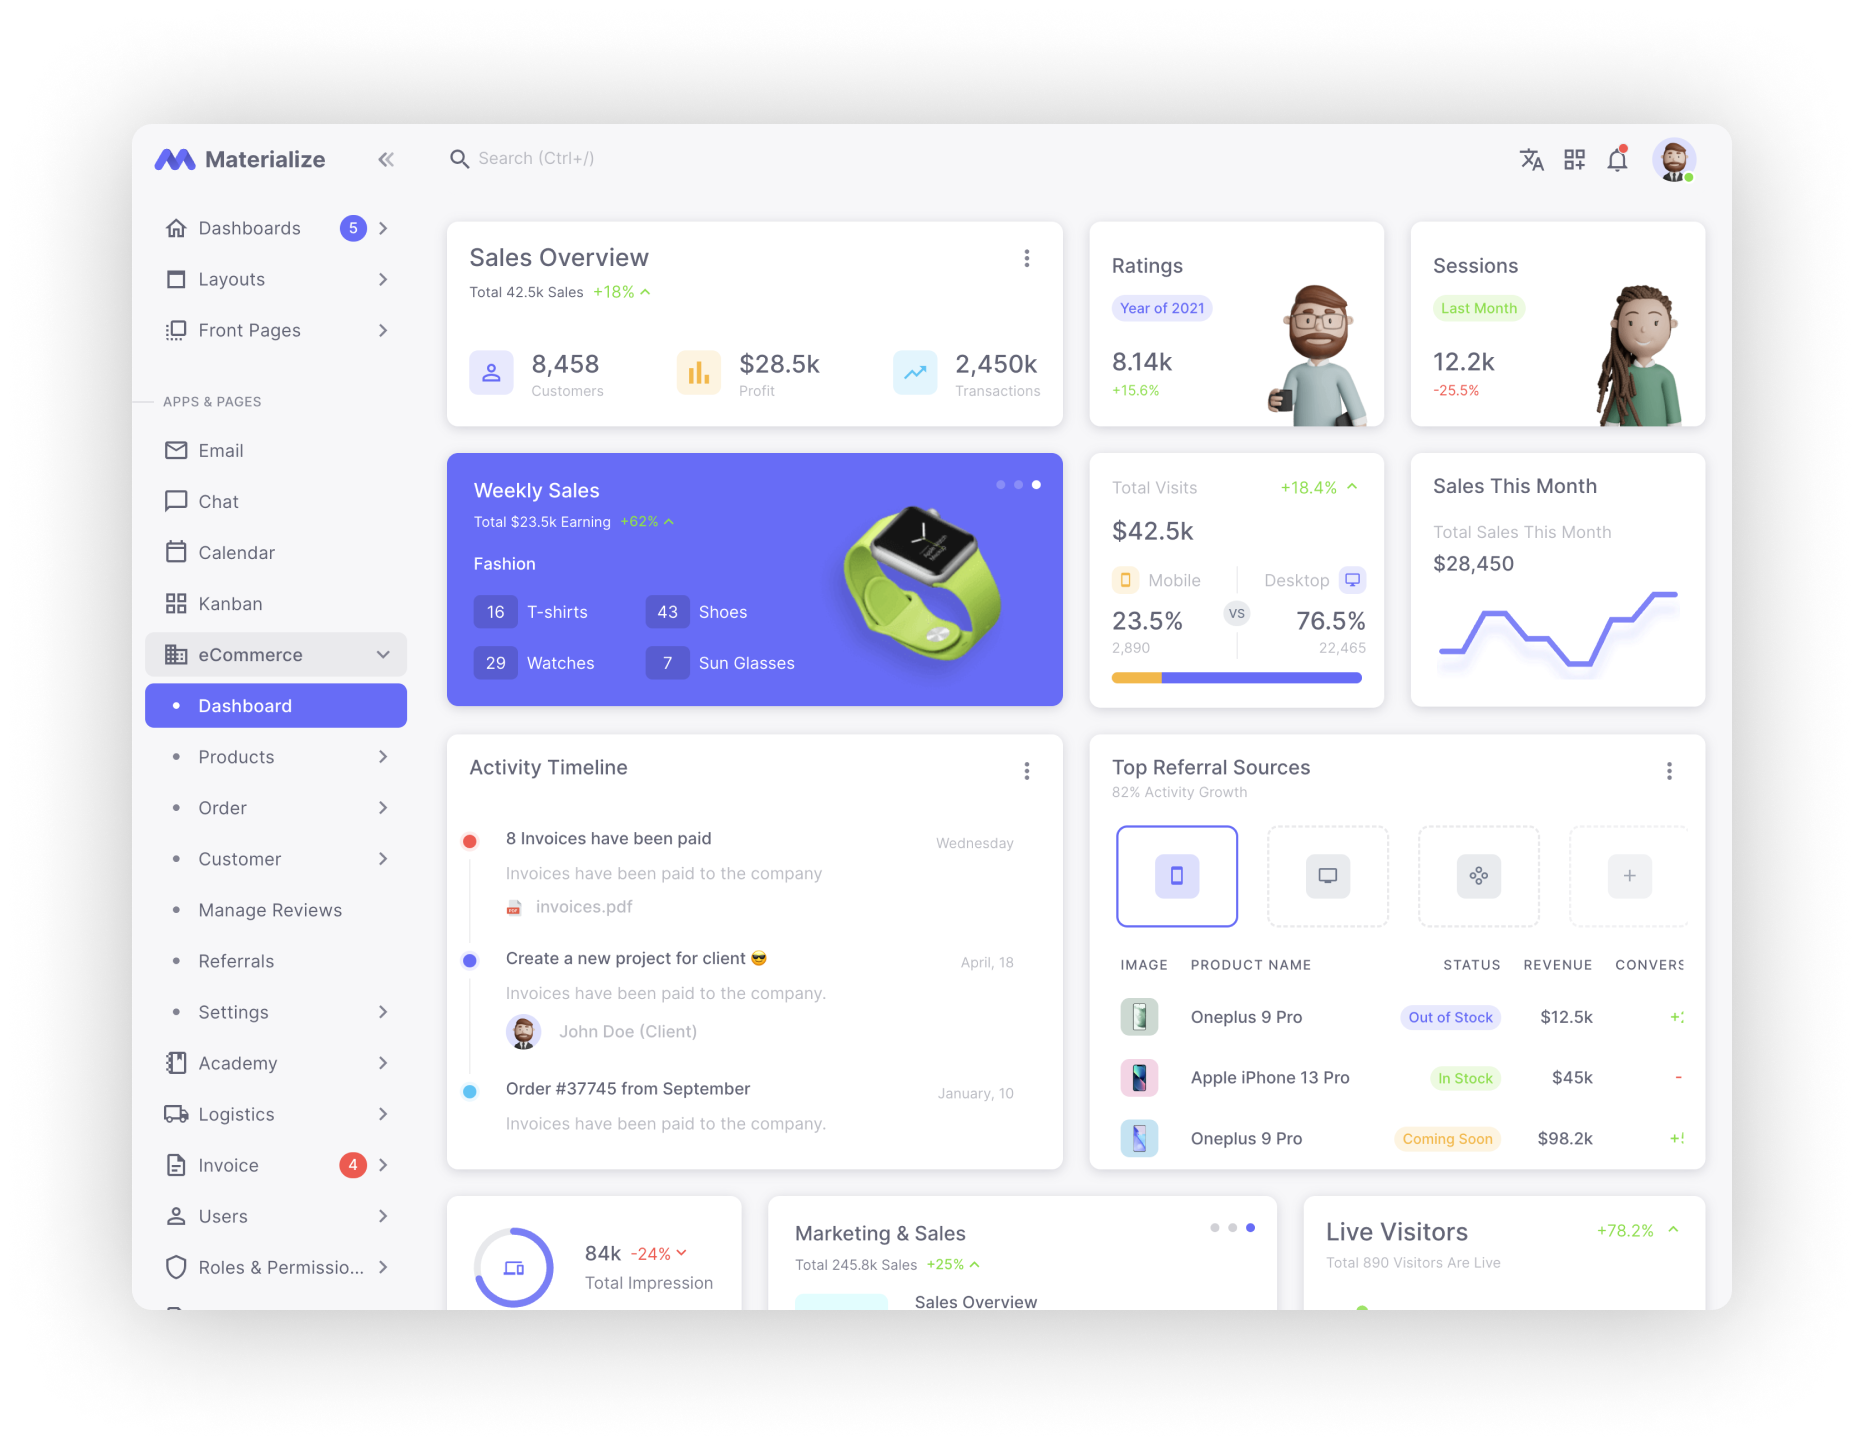 Materialize
Search (Ctrl+/)
Dashboards 5
Layouts
Front Pages
APPS & PAGES
Email
Chat
Calendar
Kanban
eCommerce
Dashboard
Products
Order
Customer
Manage Reviews
Referrals
Settings
Academy
Logistics
Invoice 4
Users
Roles & Permissio...
Sales Overview
Total 42.5k Sales +18%
8,458
Customers
$28.5k
Profit
2,450k
Transactions
Ratings
Year of 2021
8.14k
+15.6%
Sessions
Last Month
12.2k
-25.5%
Weekly Sales
Total $23.5k Earning +62%
Fashion
16 T-shirts
43 Shoes
29 Watches
7 Sun Glasses
Total Visits +18.4%
$42.5k
Mobile Desktop
23.5% VS 76.5%
2,890 22,465
Sales This Month
Total Sales This Month
$28,450
Activity Timeline
8 Invoices have been paid Wednesday
Invoices have been paid to the company
PDF invoices.pdf
Create a new project for client 😎 April, 18
Invoices have been paid to the company.
John Doe (Client)
Order #37745 from September January, 10
Invoices have been paid to the company.
Top Referral Sources
82% Activity Growth
IMAGE PRODUCT NAME STATUS REVENUE CONVERS
Oneplus 9 Pro Out of Stock $12.5k
Apple iPhone 13 Pro In Stock $45k
Oneplus 9 Pro Coming Soon $98.2k
84k -24%
Total Impression
Marketing & Sales
Total 245.8k Sales +25%
Sales Overview
Live Visitors +78.2%
Total 890 Visitors Are Live